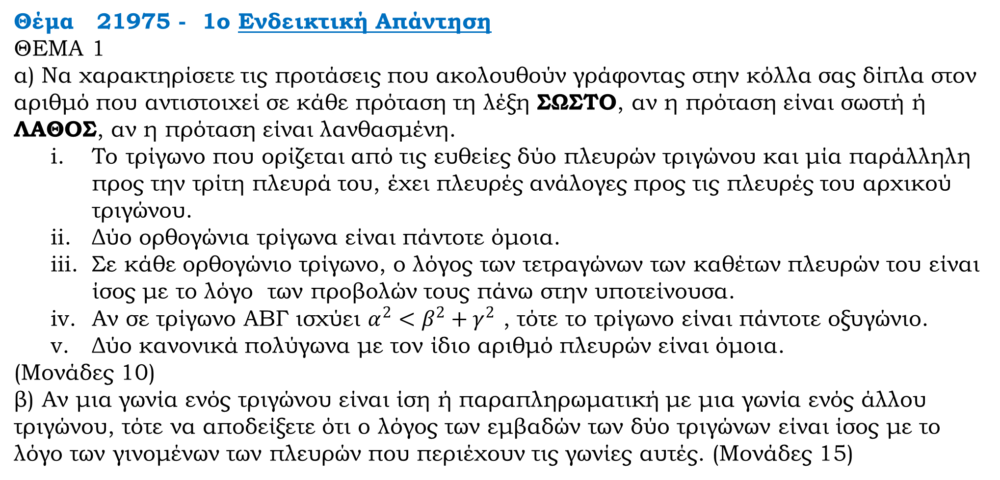 Θέμα 21975 - 1ο Ενδεικτική Απάντηση
ΘΕΜΑ 1
α) Να χαρακτηρίσετε τις προτάσεις που ακολουθούν γράφοντας στην κόλλα σας δίπλα στον
αριθμό που αντιστοιχεί σε κάθε πρόταση τη λέξη ΣΩΣΤΟ, αν η πρόταση είναι σωστή ή
ΛΑΘΟΣ, αν η πρόταση είναι λανθασμένη.
i. Το τρίγωνο που ορίζεται από τις ευθείες δύο πλευρών τριγώνου και μία παράλληλη
προς την τρίτη πλευρά του, έχει πλευρές ανάλογες προς τις πλευρές του αρχικού
τριγώνου.
ii. Δύο ορθογώνια τρίγωνα είναι πάντοτε όμοια.
iii. Σε κάθε ορθογώνιο τρίγωνο, ο λόγος των τετραγώνων των καθέτων πλευρών του είναι
ίσος με το λόγο των προβολών τους πάνω στην υποτείνουσα.
iv. Αν σε τρίγωνο ΑΒΓ ισχύει 𝛼² < 𝛽² + 𝛾² , τότε το τρίγωνο είναι πάντοτε οξυγώνιο.
v. Δύο κανονικά πολύγωνα με τον ίδιο αριθμό πλευρών είναι όμοια.
(Μονάδες 10)
β) Αν μια γωνία ενός τριγώνου είναι ίση ή παραπληρωματική με μια γωνία ενός άλλου
τριγώνου, τότε να αποδείξετε ότι ο λόγος των εμβαδών των δύο τριγώνων είναι ίσος με το
λόγο των γινομένων των πλευρών που περιέχουν τις γωνίες αυτές. (Μονάδες 15)